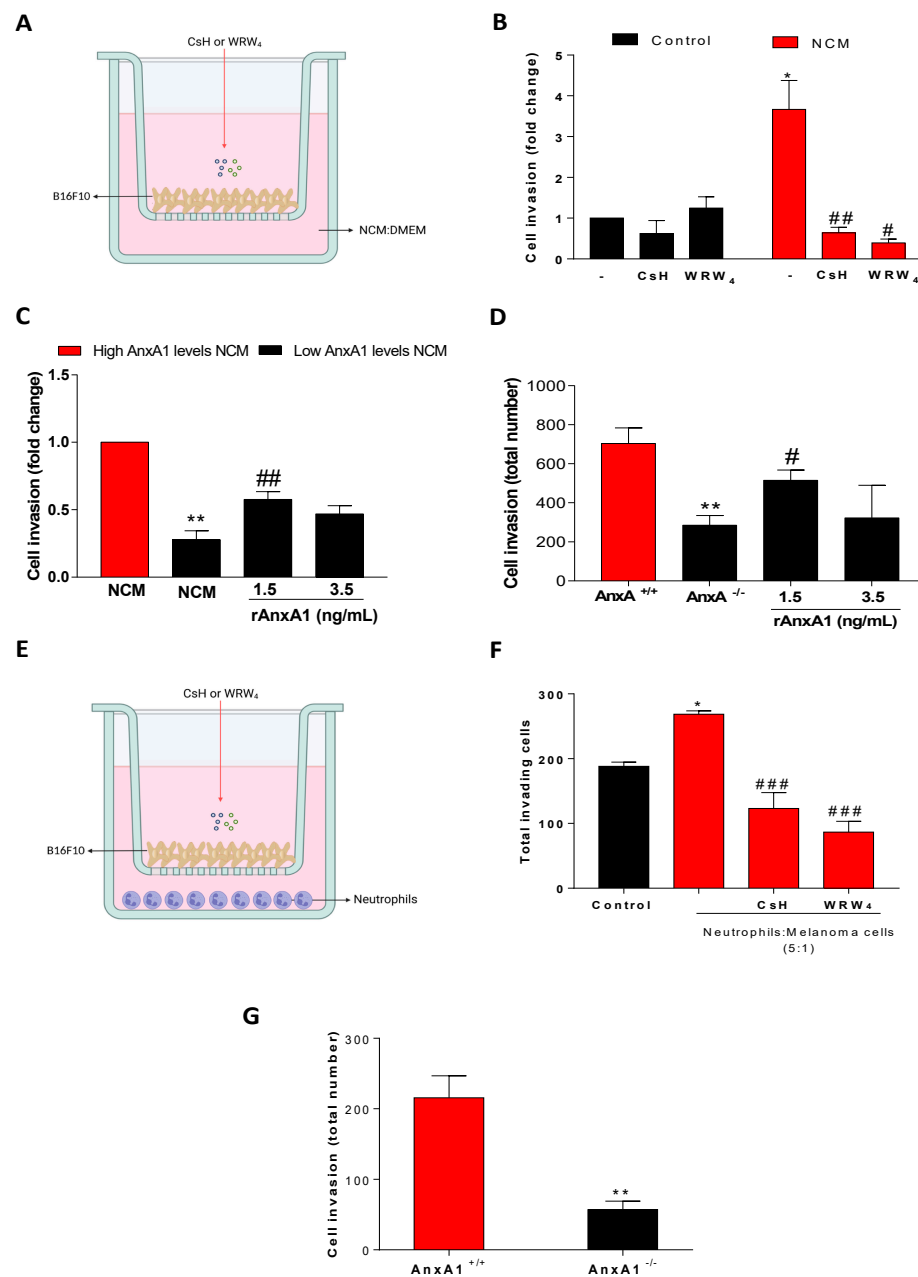 A
CsH or WRW₄
B16F10
NCM:DMEM
B
Control
NCM
Cell invasion (fold change)
5
4
3
2
1
0
*
##
#
-
CsH
WRW₄
-
CsH
WRW₄
C
High AnxA1 levels NCM
Low AnxA1 levels NCM
Cell invasion (fold change)
1.5
1.0
0.5
0.0
**
##
NCM
NCM
1.5
3.5
rAnxA1 (ng/mL)
D
Cell invasion (total number)
1000
800
600
400
200
0
**
#
AnxA +/+
AnxA -/-
1.5
3.5
rAnxA1 (ng/mL)
E
CsH or WRW₄
B16F10
Neutrophils
F
Total invading cells
300
200
100
0
*
###
###
Control
CsH
WRW₄
Neutrophils:Melanoma cells
(5:1)
G
Cell invasion (total number)
300
200
100
0
**
AnxA1 +/+
AnxA1 -/-